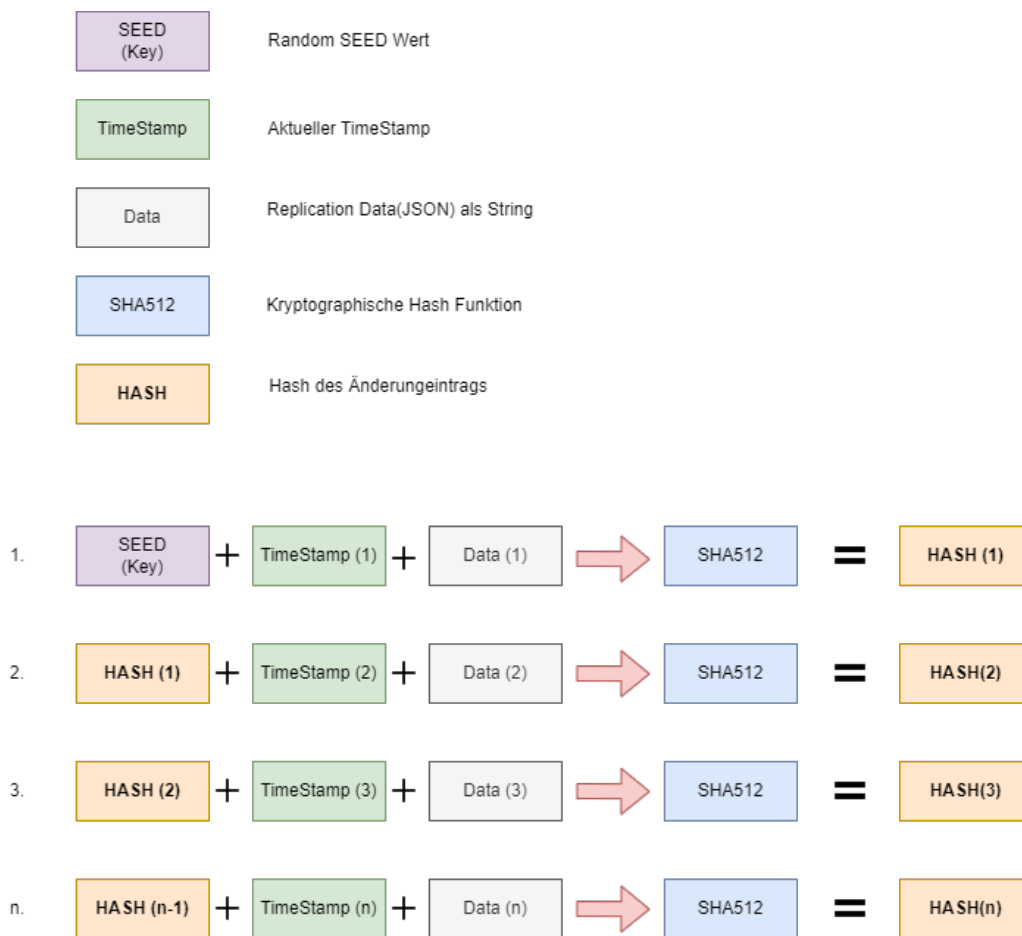 SEED
(Key)
Random SEED Wert
TimeStamp
Aktueller TimeStamp
Data
Replication Data(JSON) als String
SHA512
Kryptographische Hash Funktion
HASH
Hash des Änderungeintrags
1.
SEED
(Key)
+
TimeStamp (1)
+
Data (1)
SHA512
=
HASH (1)
2.
HASH (1)
+
TimeStamp (2)
+
Data (2)
SHA512
=
HASH(2)
3.
HASH (2)
+
TimeStamp (3)
+
Data (3)
SHA512
=
HASH(3)
n.
HASH (n-1)
+
TimeStamp (n)
+
Data (n)
SHA512
=
HASH(n)